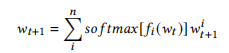 $w_{t+1} = \sum_{i}^{n} softmax[f_i(w_t)] w_{t+1}^{i}$